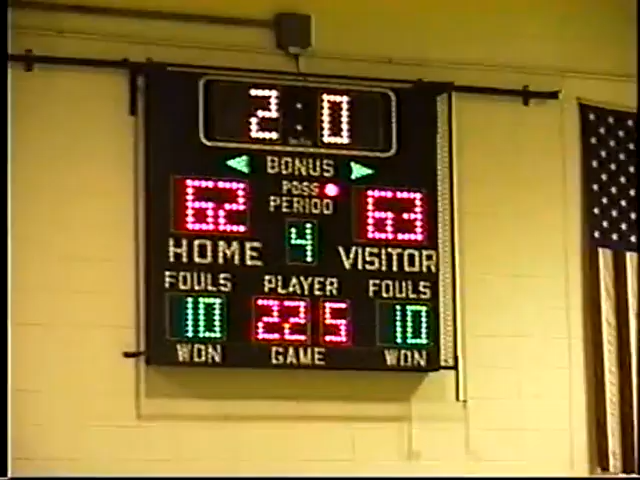 2:0
BONUS
POSS
PERIOD
62 63
4
HOME VISITOR
FOULS PLAYER FOULS
10 22 5 10
WON GAME WON